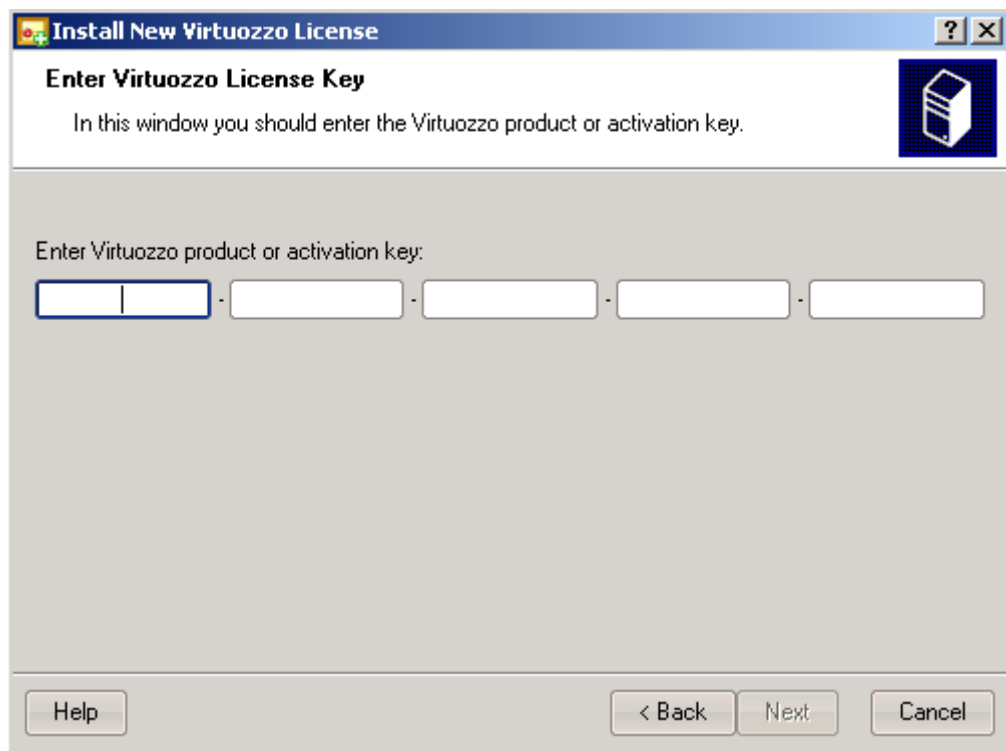 Install New Virtuozzo License
Enter Virtuozzo License Key
In this window you should enter the Virtuozzo product or activation key.
Enter Virtuozzo product or activation key:
- - - -
Help < Back Next Cancel